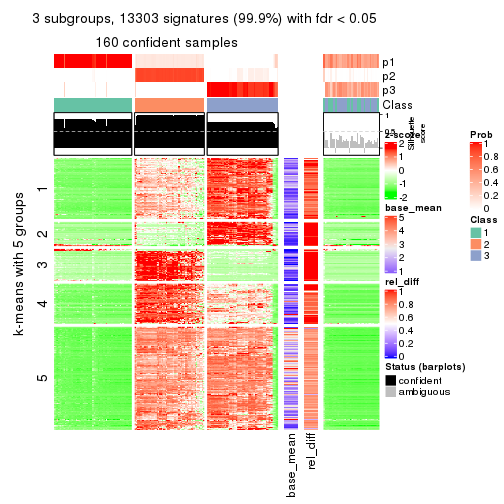 3 subgroups, 13303 signatures (99.9%) with fdr < 0.05
160 confident samples
p1
p2
p3
Class
1
0.5
Silhouette
score
k-means with 5 groups
1
2
3
4
5
base_mean
rel_diff
z-score
2
1
0
-1
-2
base_mean
5
4
3
2
1
rel_diff
1
0.8
0.6
0.4
0.2
0
Status (barplots)
confident
ambiguous
Prob
1
0.8
0.6
0.4
0.2
0
Class
1
2
3